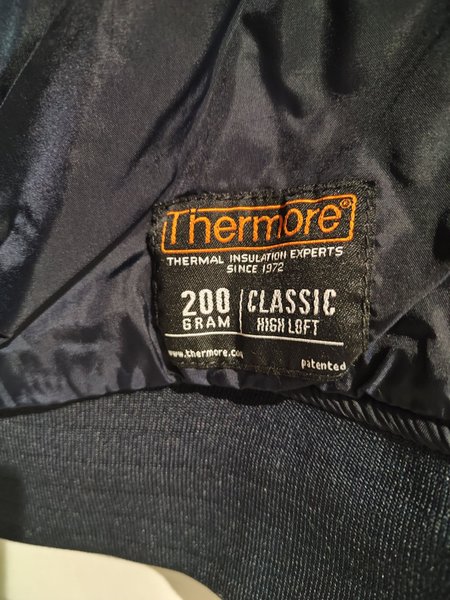 Thermore®
THERMAL INSULATION EXPERTS
SINCE 1972
200 GRAM
CLASSIC HIGH LOFT
www.thermore.com
patented